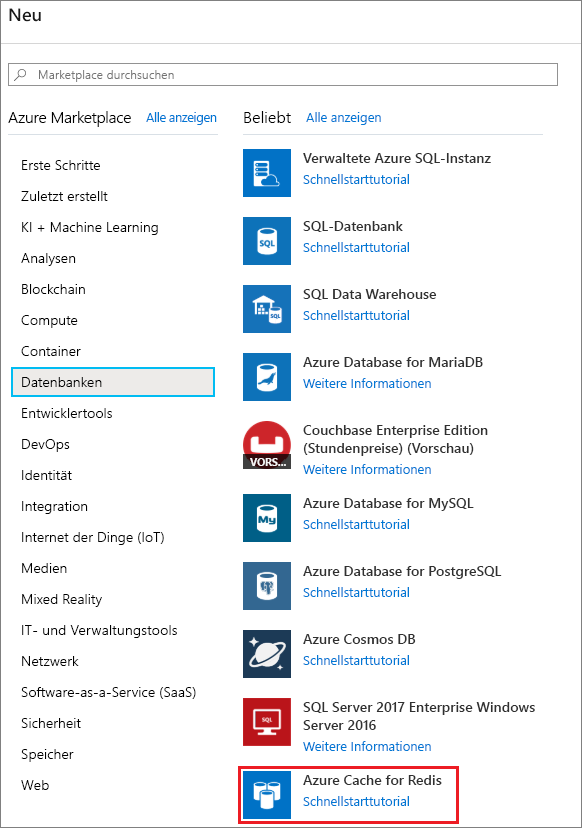 Neu
Marketplace durchsuchen
Azure Marketplace
Alle anzeigen
Erste Schritte
Zuletzt erstellt
KI + Machine Learning
Analysen
Blockchain
Compute
Container
Datenbanken
Entwicklertools
DevOps
Identität
Integration
Internet der Dinge (IoT)
Medien
Mixed Reality
IT- und Verwaltungstools
Netzwerk
Software-as-a-Service (SaaS)
Sicherheit
Speicher
Web
Beliebt
Alle anzeigen
Verwaltete Azure SQL-Instanz
Schnellstarttutorial
SQL
SQL-Datenbank
Schnellstarttutorial
SQL
SQL Data Warehouse
Schnellstarttutorial
Azure Database for MariaDB
Weitere Informationen
VORS...
Couchbase Enterprise Edition
(Stundenpreise) (Vorschau)
Weitere Informationen
My
Azure Database for MySQL
Schnellstarttutorial
Azure Database for PostgreSQL
Schnellstarttutorial
Azure Cosmos DB
Schnellstarttutorial
SQL
SQL Server 2017 Enterprise Windows
Server 2016
Weitere Informationen
Azure Cache for Redis
Schnellstarttutorial